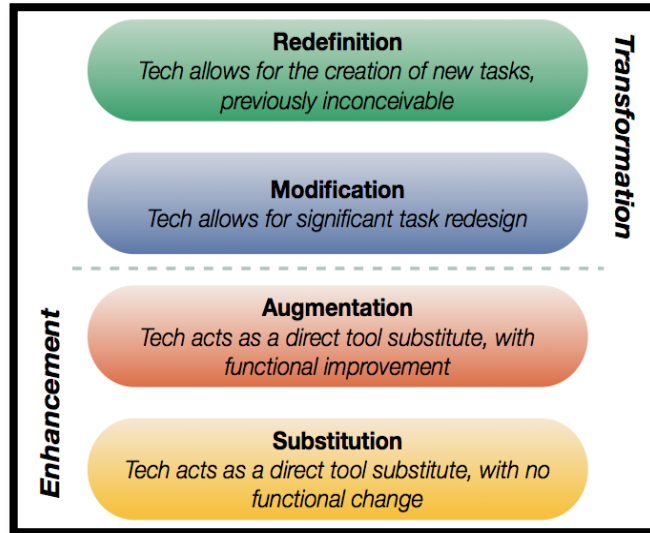 Redefinition
Tech allows for the creation of new tasks,
previously inconceivable
Transformation
Modification
Tech allows for significant task redesign
Augmentation
Tech acts as a direct tool substitute, with
functional improvement
Enhancement
Substitution
Tech acts as a direct tool substitute, with no
functional change